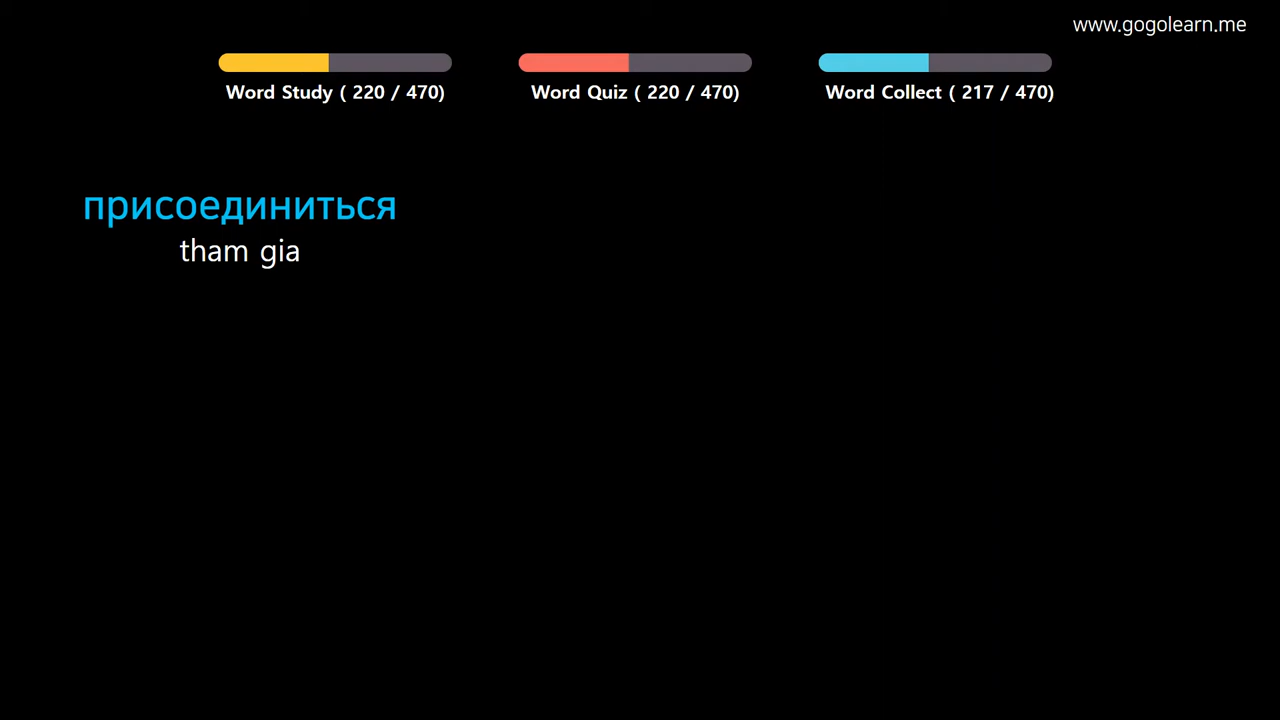 www.gogolearn.me
Word Study ( 220 / 470)
Word Quiz ( 220 / 470)
Word Collect ( 217 / 470)
присоединиться
tham gia